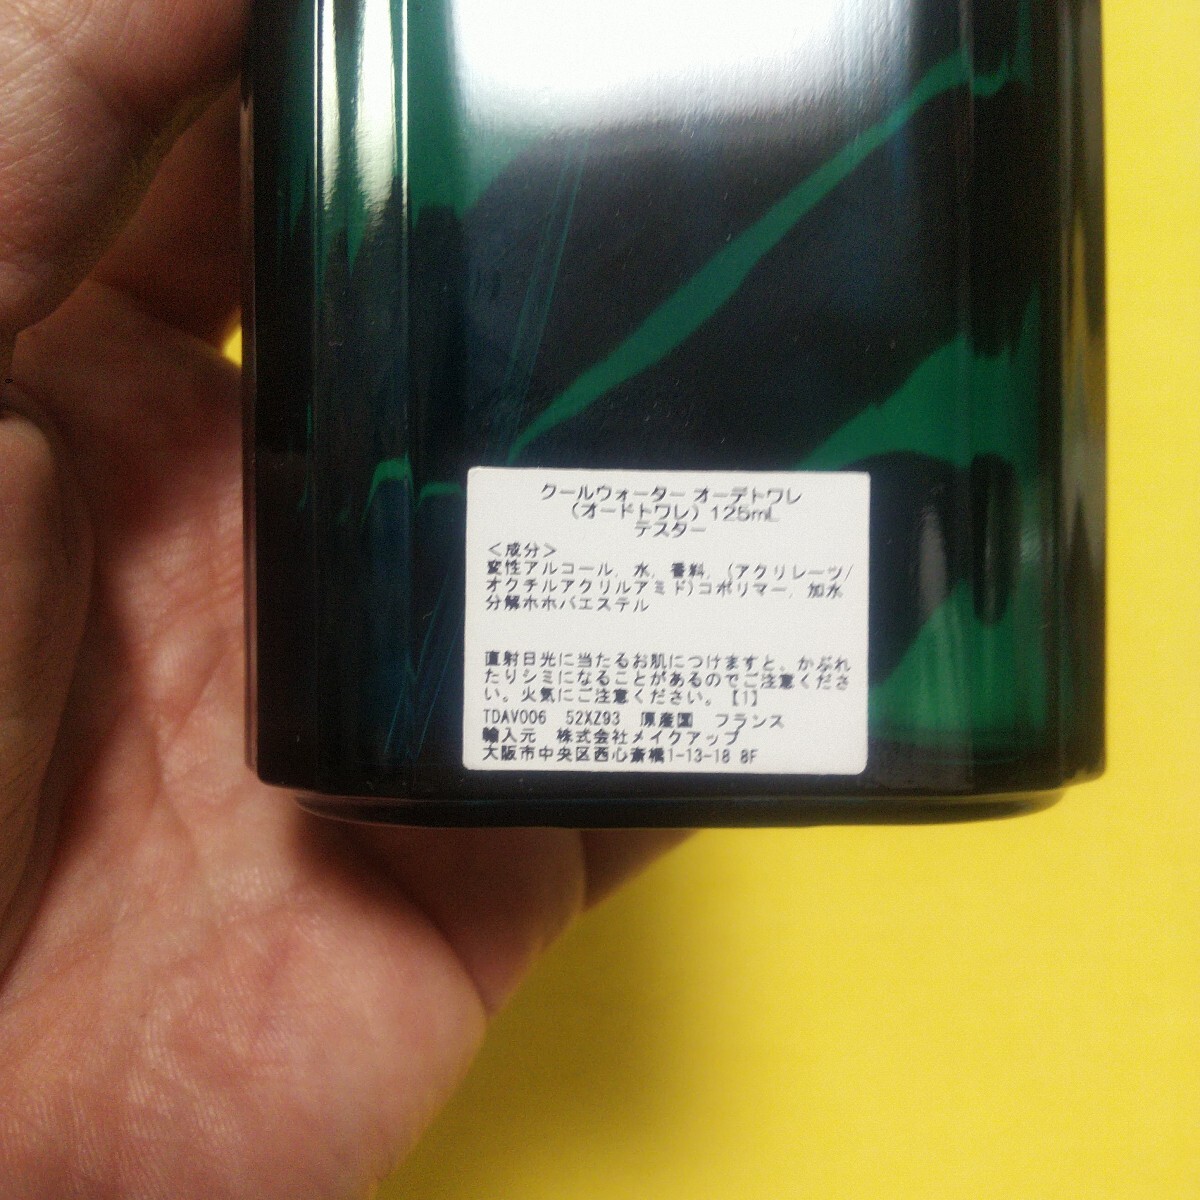 クールウォーター オーデトワレ
(オードトワレ) 125mL
テスター
<成分>
変性アルコール, 水, 香料, (アクリレーツ/
オクチルアクリルアミド)コポリマー, 加水
分解ホホバエステル
直射日光に当たるお肌につけますと、かぶれ
たりシミになることがあるのでご注意くださ
い。火気にご注意ください。【1】
TDAV006 52XZ93 原産国 フランス
輸入元 株式会社メイクアップ
大阪市中央区西心斎橋1-13-18 8F